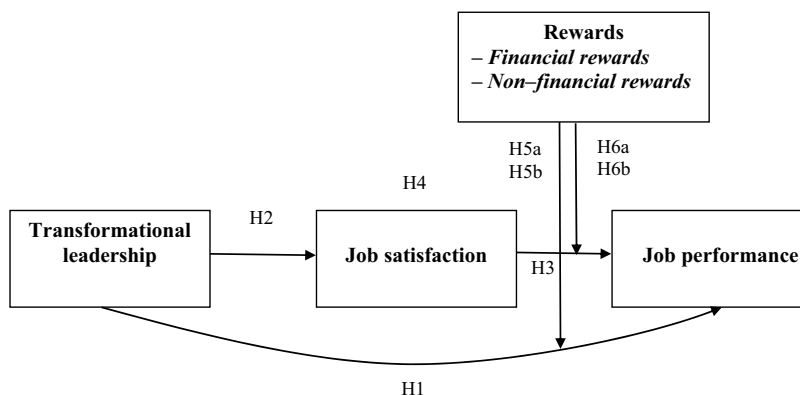 Rewards
– Financial rewards
– Non–financial rewards
H5a
H5b
H6a
H6b
H4
H2
Transformational
leadership
Job satisfaction
H3
Job performance
H1